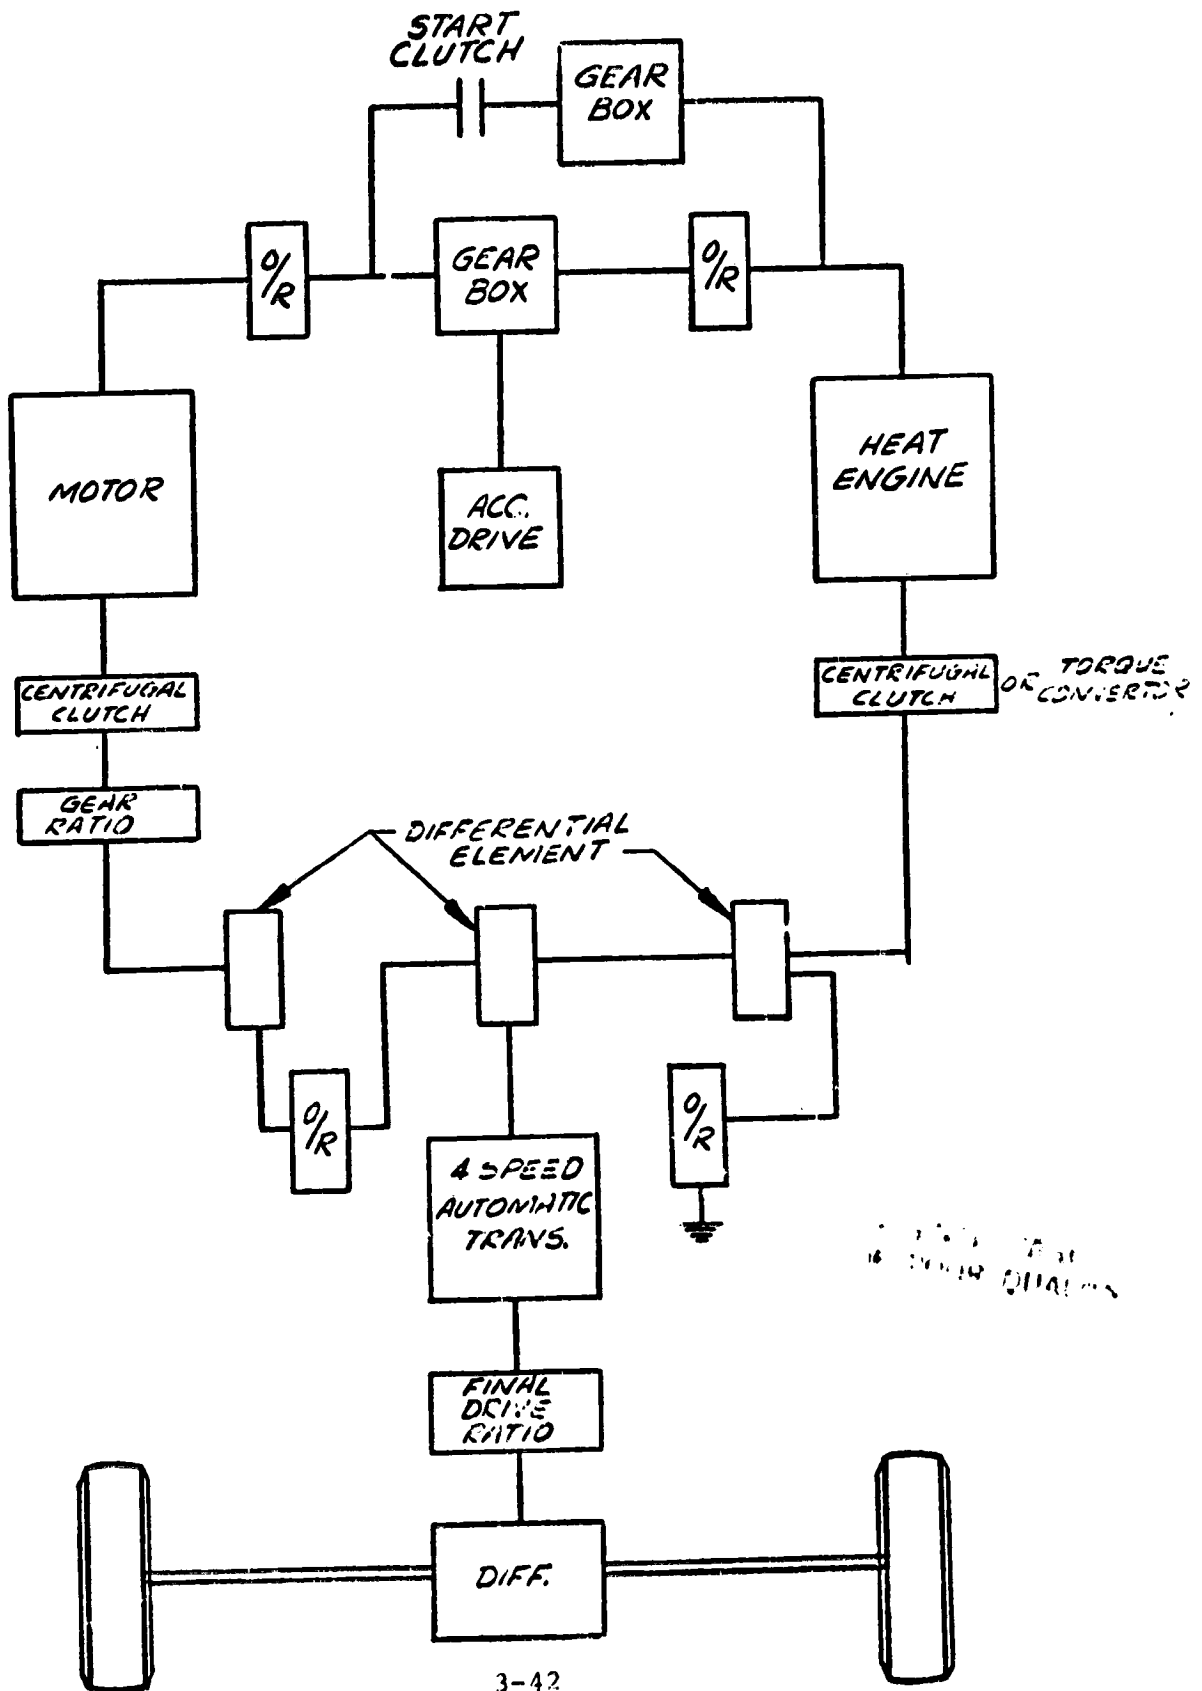 START
CLUTCH
GEAR
BOX
O/R
GEAR
BOX
O/R
MOTOR
ACC.
DRIVE
HEAT
ENGINE
CENTRIFUGAL
CLUTCH
CENTRIFUGAL
CLUTCH
OR TORQUE
CONVERTOR
GEAR
RATIO
DIFFERENTIAL
ELEMENT
O/R
O/R
4 SPEED
AUTOMATIC
TRANS.
POOR
FINAL
DRIVE
RATIO
DIFF.
3-42